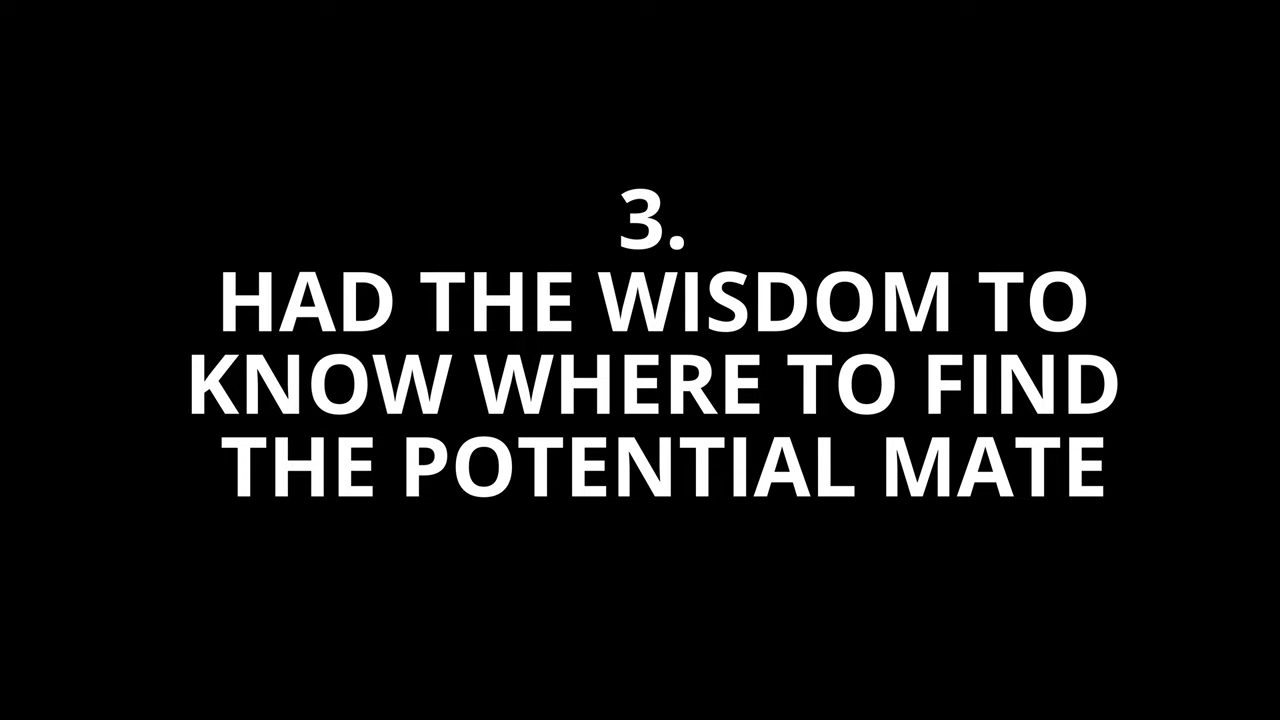 3.
HAD THE WISDOM TO
KNOW WHERE TO FIND
THE POTENTIAL MATE